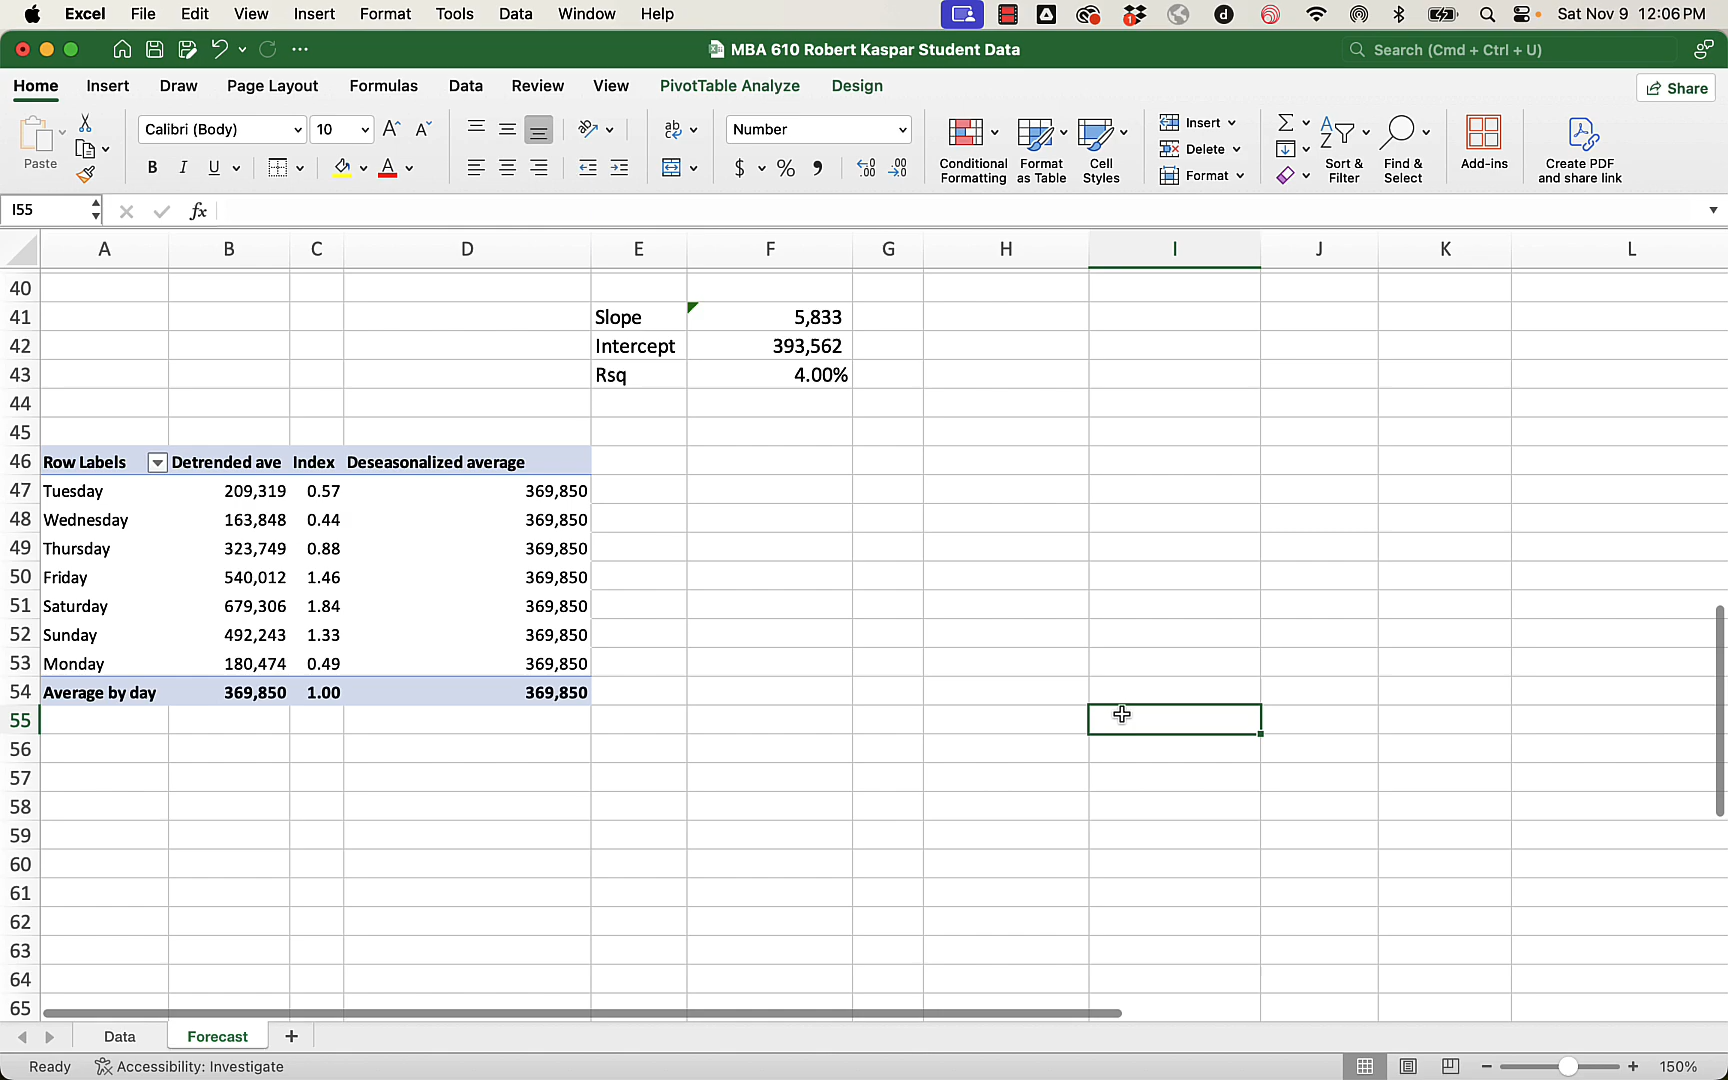 Excel File Edit View Insert Format Tools Data Window Help 1 d Sat Nov 9 12:06 PM
MBA 610 Robert Kaspar Student Data Search (Cmd + Ctrl + U)
Home Insert Draw Page Layout Formulas Data Review View PivotTable Analyze Design Share
Paste Calibri (Body) 10 A^ Aˇ ab Number Insert Σ
B I U A $ % , Delete
Conditional Formatting Format as Table Cell Styles Format Sort & Filter Find & Select Add-ins Create PDF and share link
I55 fx
A B C D E F G H I J K L
40
41 Slope 5,833
42 Intercept 393,562
43 Rsq 4.00%
44
45
46 Row Labels Detrended ave Index Deseasonalized average
47 Tuesday 209,319 0.57 369,850
48 Wednesday 163,848 0.44 369,850
49 Thursday 323,749 0.88 369,850
50 Friday 540,012 1.46 369,850
51 Saturday 679,306 1.84 369,850
52 Sunday 492,243 1.33 369,850
53 Monday 180,474 0.49 369,850
54 Average by day 369,850 1.00 369,850
55
56
57
58
59
60
61
62
63
64
65
Data Forecast +
Ready Accessibility: Investigate − + 150%